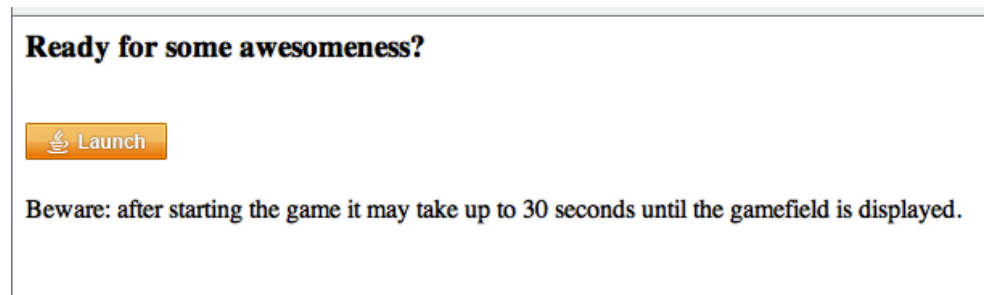 Ready for some awesomeness?
Launch
Beware: after starting the game it may take up to 30 seconds until the gamefield is displayed.